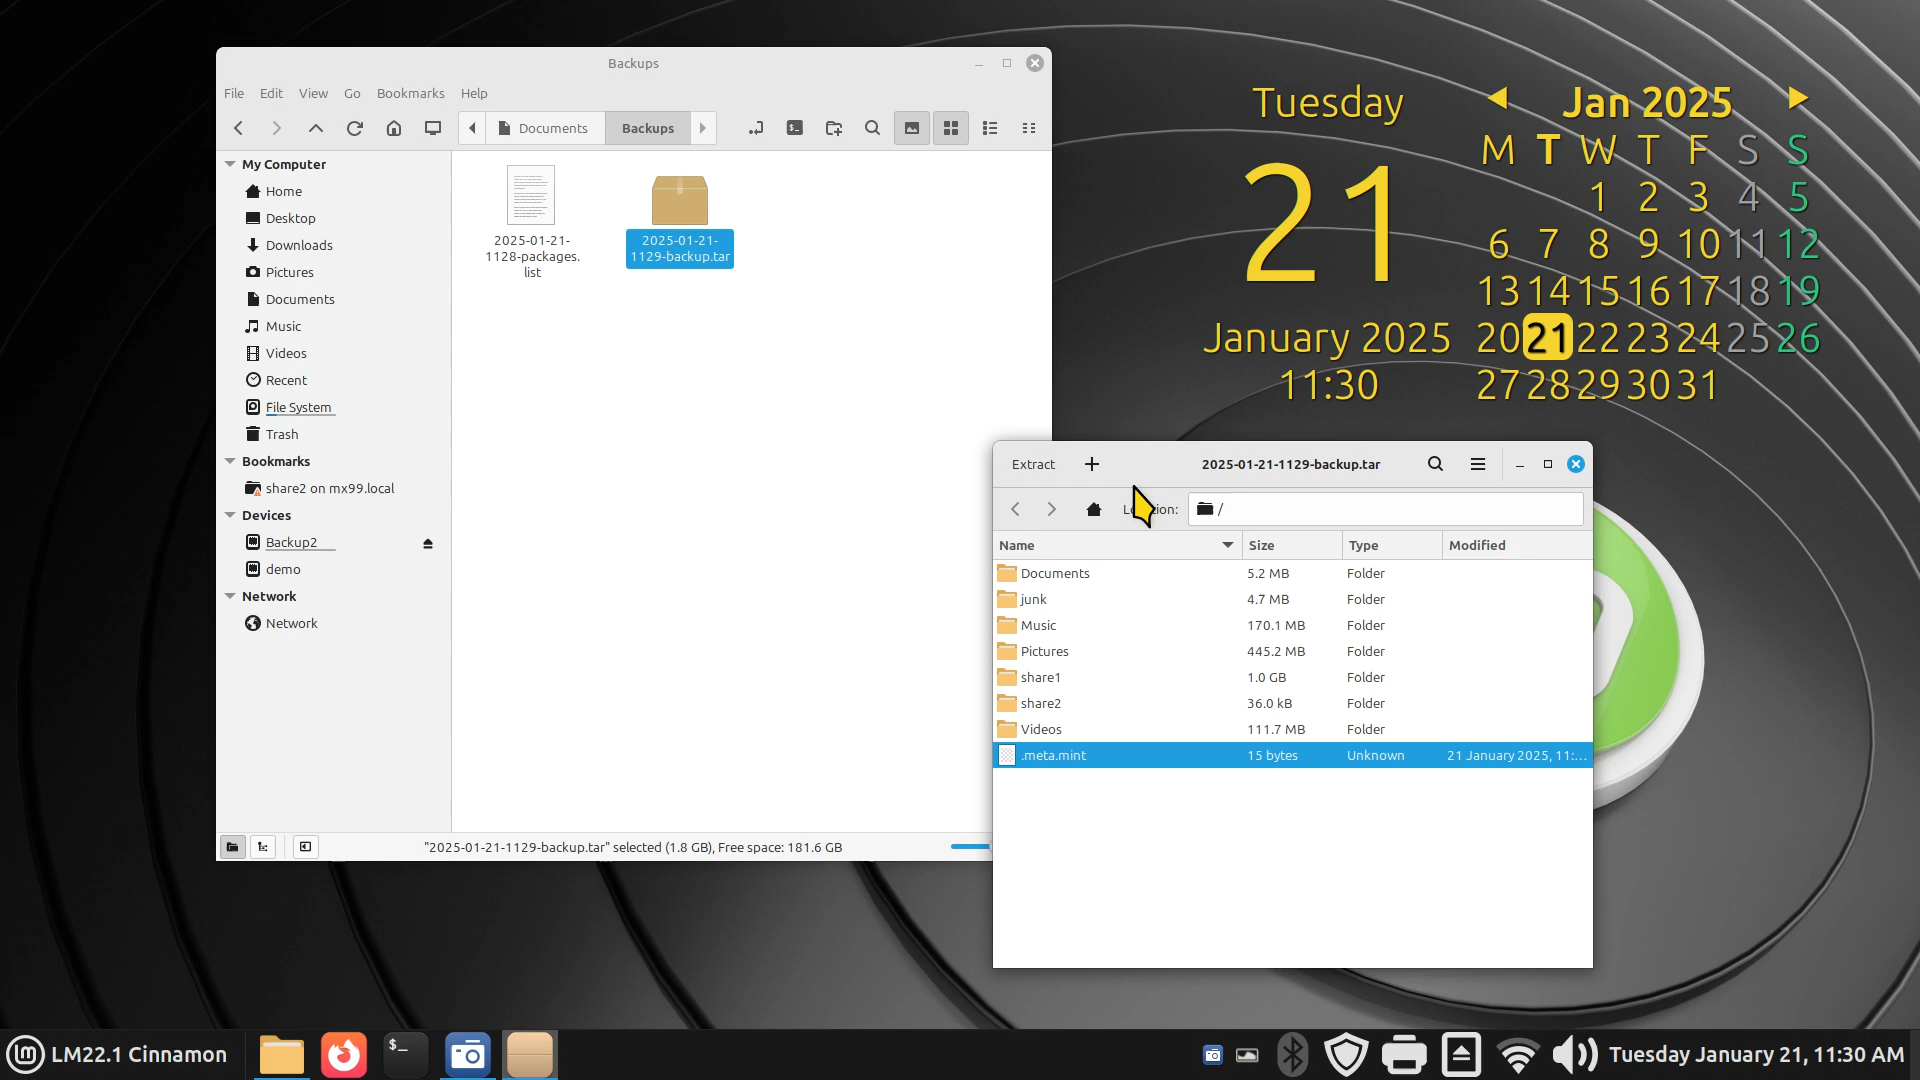 Backups
File Edit View Go Bookmarks Help
Documents Backups
My Computer
Home
Desktop
Downloads
Pictures
Documents
Music
Videos
Recent
File System
Trash
Bookmarks
share2 on mx99.local
Devices
Backup2
demo
Network
Network
2025-01-21-
1128-packages.
list
2025-01-21-
1129-backup.tar
"2025-01-21-1129-backup.tar" selected (1.8 GB), Free space: 181.6 GB
Tuesday
21
January 2025
11:30
Jan 2025
M T W T F S S
1 2 3 4 5
6 7 8 9 10 11 12
13 14 15 16 17 18 19
20 21 22 23 24 25 26
27 28 29 30 31
Extract 2025-01-21-1129-backup.tar
/
Name Size Type Modified
Documents 5.2 MB Folder
junk 4.7 MB Folder
Music 170.1 MB Folder
Pictures 445.2 MB Folder
share1 1.0 GB Folder
share2 36.0 kB Folder
Videos 111.7 MB Folder
.meta.mint 15 bytes Unknown 21 January 2025, 11:...
LM22.1 Cinnamon
$_
Tuesday January 21, 11:30 AM